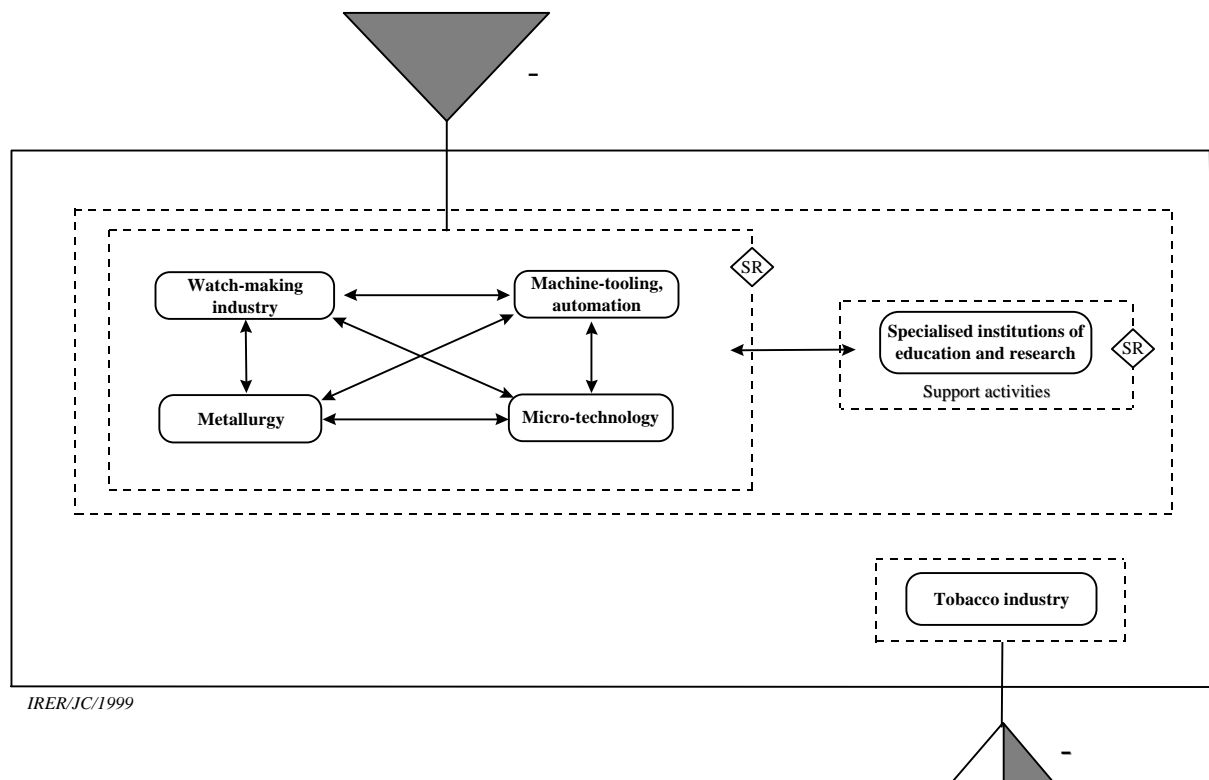 -
SR
Watch-making
industry
Machine-tooling,
automation
Specialised institutions of
education and research
SR
Support activities
Metallurgy
Micro-technology
Tobacco industry
IRER/JC/1999
-